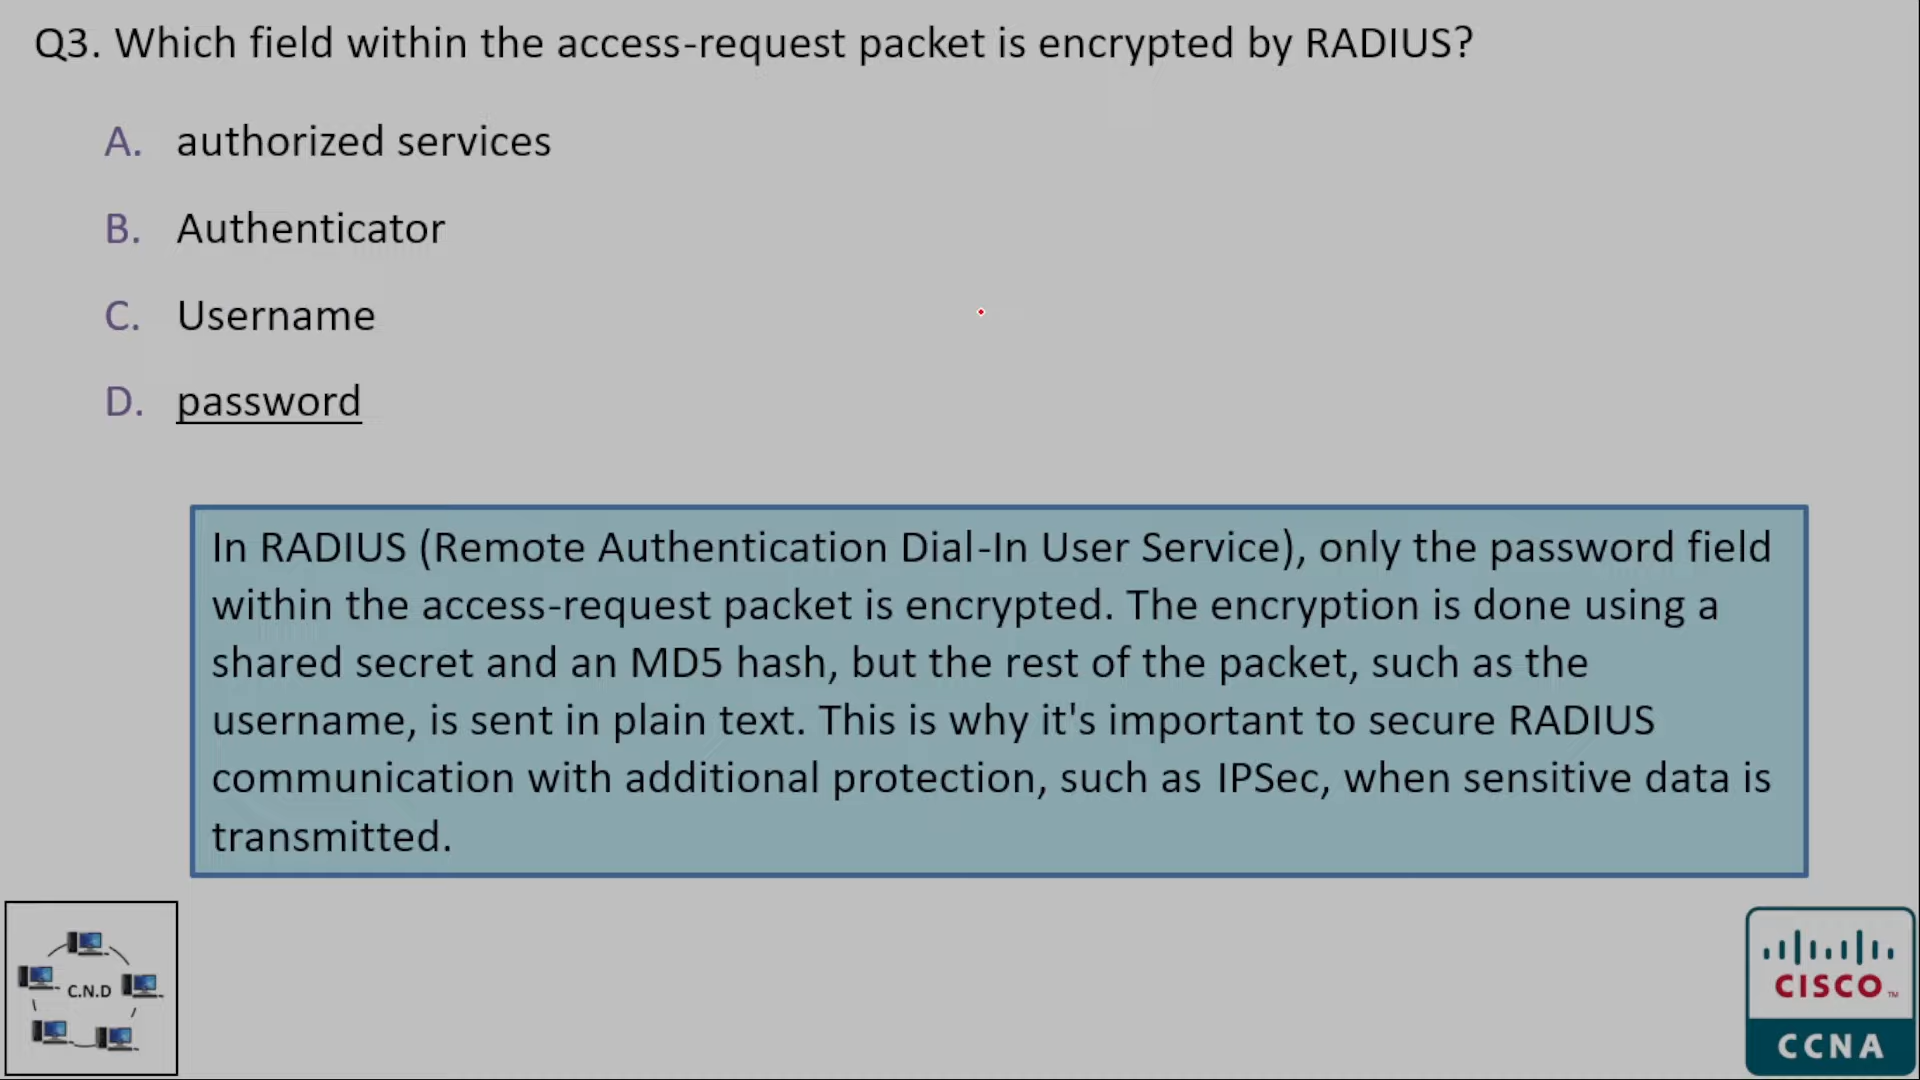 Q3. Which field within the access-request packet is encrypted by RADIUS?
A. authorized services
B. Authenticator
C. Username
D. password
In RADIUS (Remote Authentication Dial-In User Service), only the password field
within the access-request packet is encrypted. The encryption is done using a
shared secret and an MD5 hash, but the rest of the packet, such as the
username, is sent in plain text. This is why it's important to secure RADIUS
communication with additional protection, such as IPSec, when sensitive data is
transmitted.
C.N.D
CISCO™
CCNA